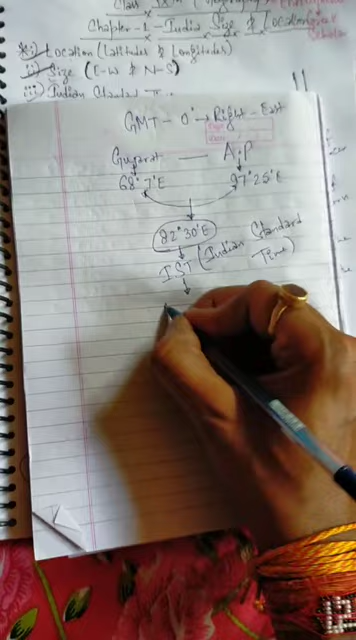 Class
Chapter-1-India Size & Location
i) Location (Latitudes & Longitudes)
ii) Size (E-W & N-S)
iii) Indian Standard
GMT - 0° → Right - East
Gujarat — A.P
68°7'E 97°25'E
82°30'E
IST (Indian Standard Time)